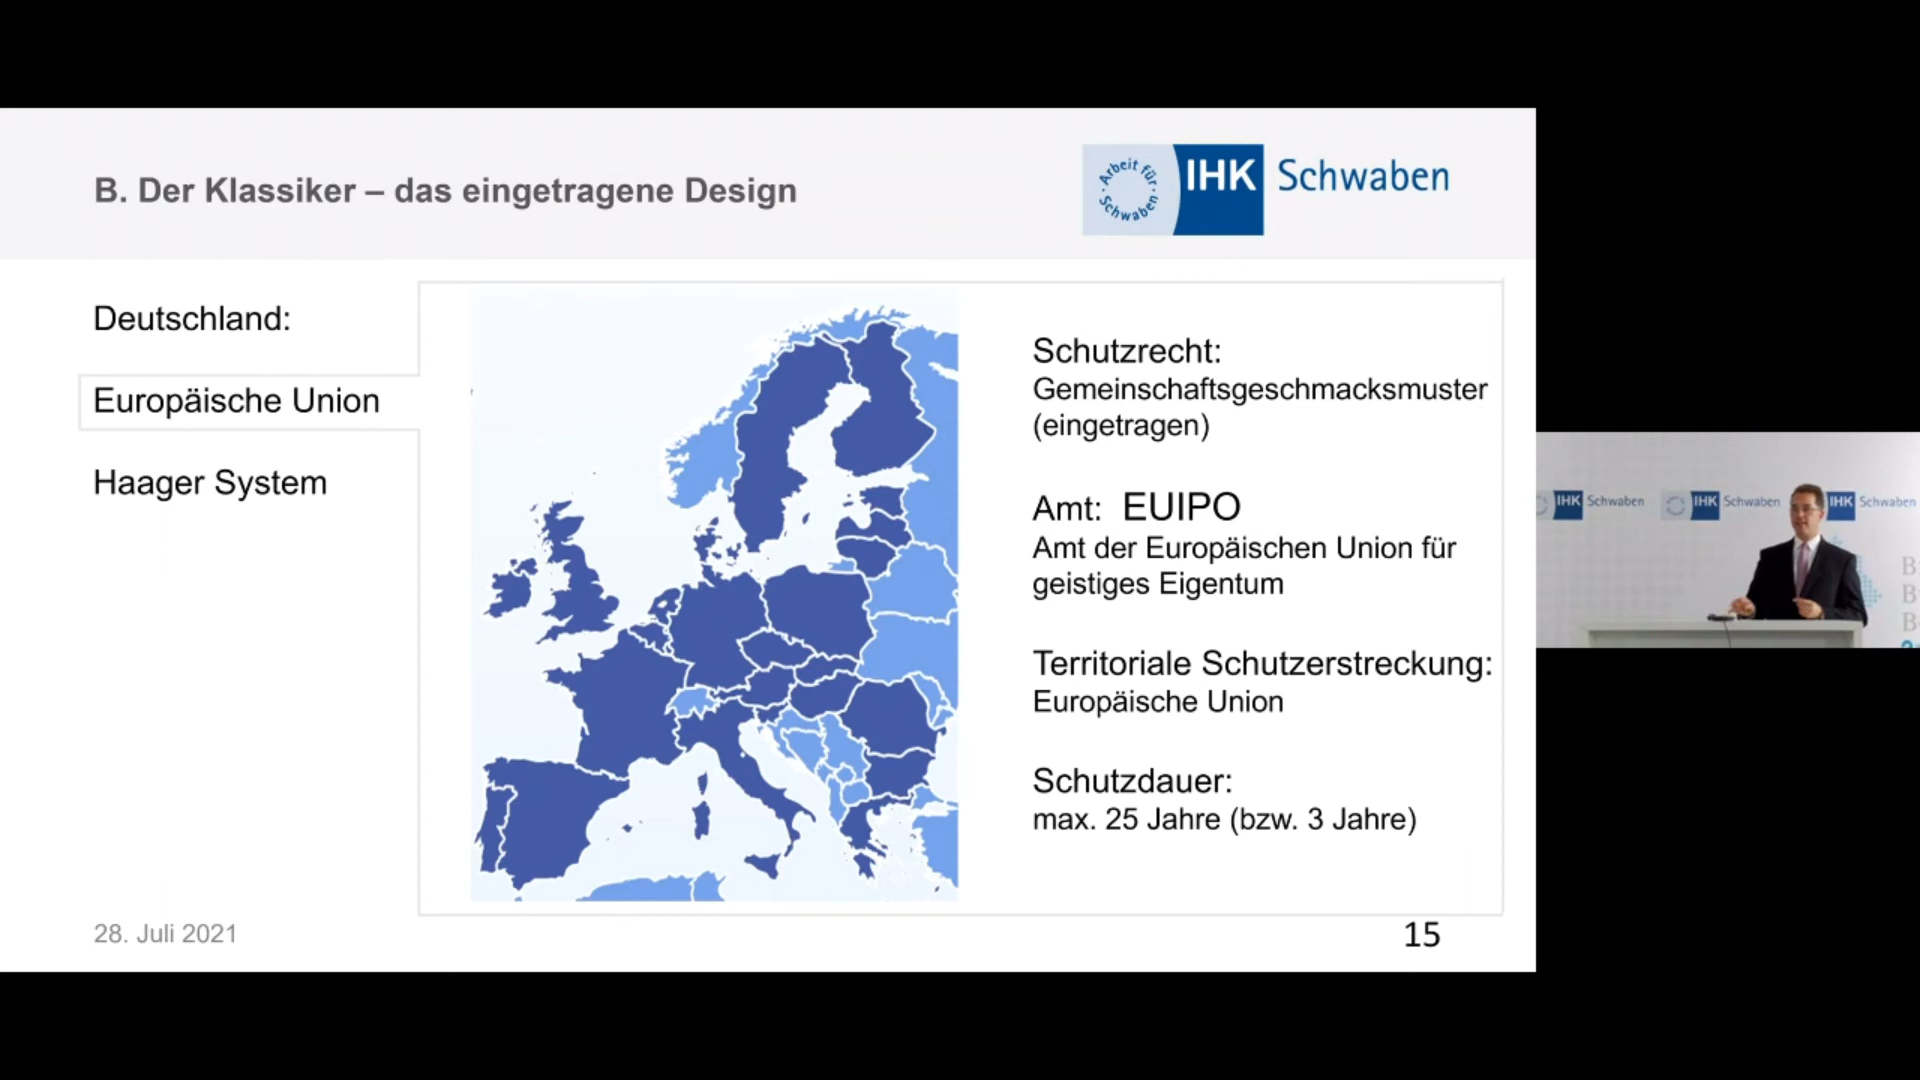 B. Der Klassiker – das eingetragene Design
Arbeit für
Schwaben
IHK Schwaben
Deutschland:
Europäische Union
Haager System
Schutzrecht:
Gemeinschaftsgeschmacksmuster
(eingetragen)
Amt: EUIPO
Amt der Europäischen Union für
geistiges Eigentum
Territoriale Schutzerstreckung:
Europäische Union
Schutzdauer:
max. 25 Jahre (bzw. 3 Jahre)
28. Juli 2021
15
IHK Schwaben
IHK Schwaben
IHK Schwaben